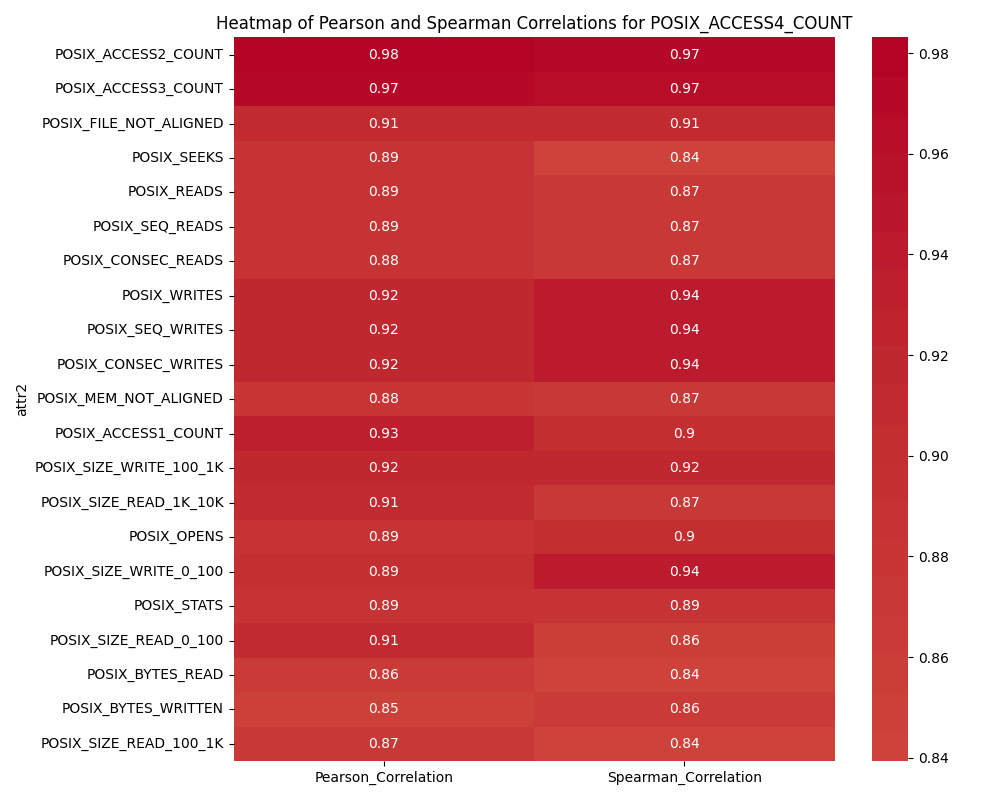 Heatmap of Pearson and Spearman Correlations for POSIX_ACCESS4_COUNT
attr2
POSIX_ACCESS2_COUNT 0.98 0.97
POSIX_ACCESS3_COUNT 0.97 0.97
POSIX_FILE_NOT_ALIGNED 0.91 0.91
POSIX_SEEKS 0.89 0.84
POSIX_READS 0.89 0.87
POSIX_SEQ_READS 0.89 0.87
POSIX_CONSEC_READS 0.88 0.87
POSIX_WRITES 0.92 0.94
POSIX_SEQ_WRITES 0.92 0.94
POSIX_CONSEC_WRITES 0.92 0.94
POSIX_MEM_NOT_ALIGNED 0.88 0.87
POSIX_ACCESS1_COUNT 0.93 0.9
POSIX_SIZE_WRITE_100_1K 0.92 0.92
POSIX_SIZE_READ_1K_10K 0.91 0.87
POSIX_OPENS 0.89 0.9
POSIX_SIZE_WRITE_0_100 0.89 0.94
POSIX_STATS 0.89 0.89
POSIX_SIZE_READ_0_100 0.91 0.86
POSIX_BYTES_READ 0.86 0.84
POSIX_BYTES_WRITTEN 0.85 0.86
POSIX_SIZE_READ_100_1K 0.87 0.84
Pearson_Correlation Spearman_Correlation
0.98
0.96
0.94
0.92
0.90
0.88
0.86
0.84